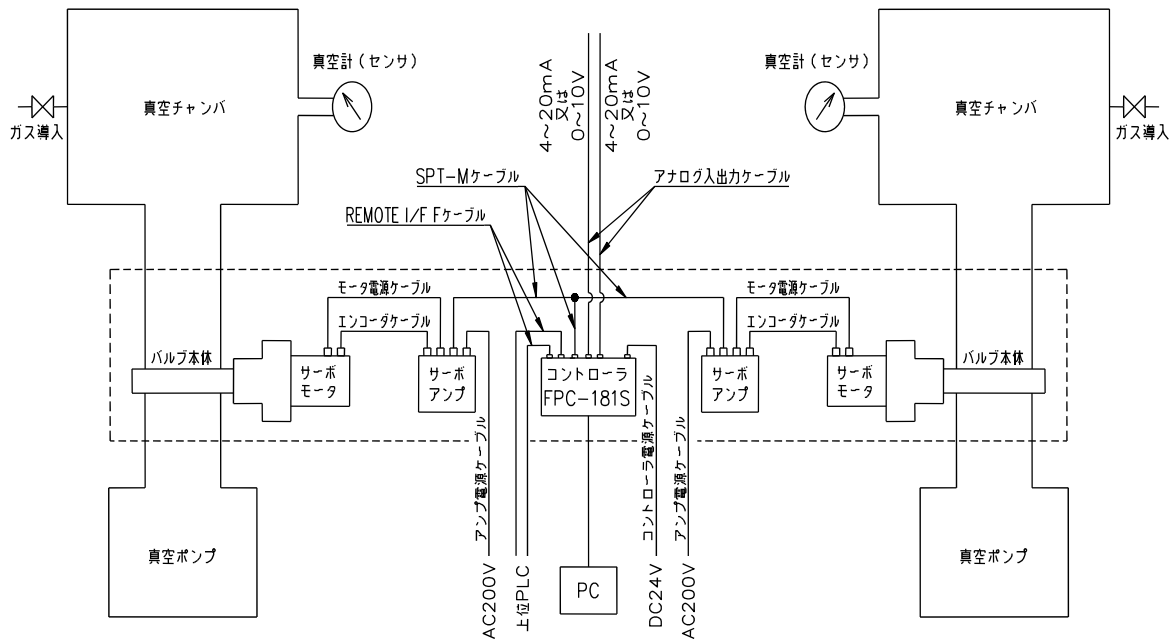 真空計(センサ)
真空チャンバ
ガス導入
4~20mA
又は
0~10V
4~20mA
又は
0~10V
真空計(センサ)
真空チャンバ
ガス導入
SPT-Mケーブル
アナログ入出力ケーブル
REMOTE I/F Fケーブル
モータ電源ケーブル
エンコーダケーブル
モータ電源ケーブル
エンコーダケーブル
バルブ本体
サーボ
モータ
サーボ
アンプ
コントローラ
FPC-181S
サーボ
アンプ
サーボ
モータ
バルブ本体
アンプ電源ケーブル
コントローラ電源ケーブル
アンプ電源ケーブル
真空ポンプ
AC200V
上位PLC
PC
DC24V
AC200V
真空ポンプ